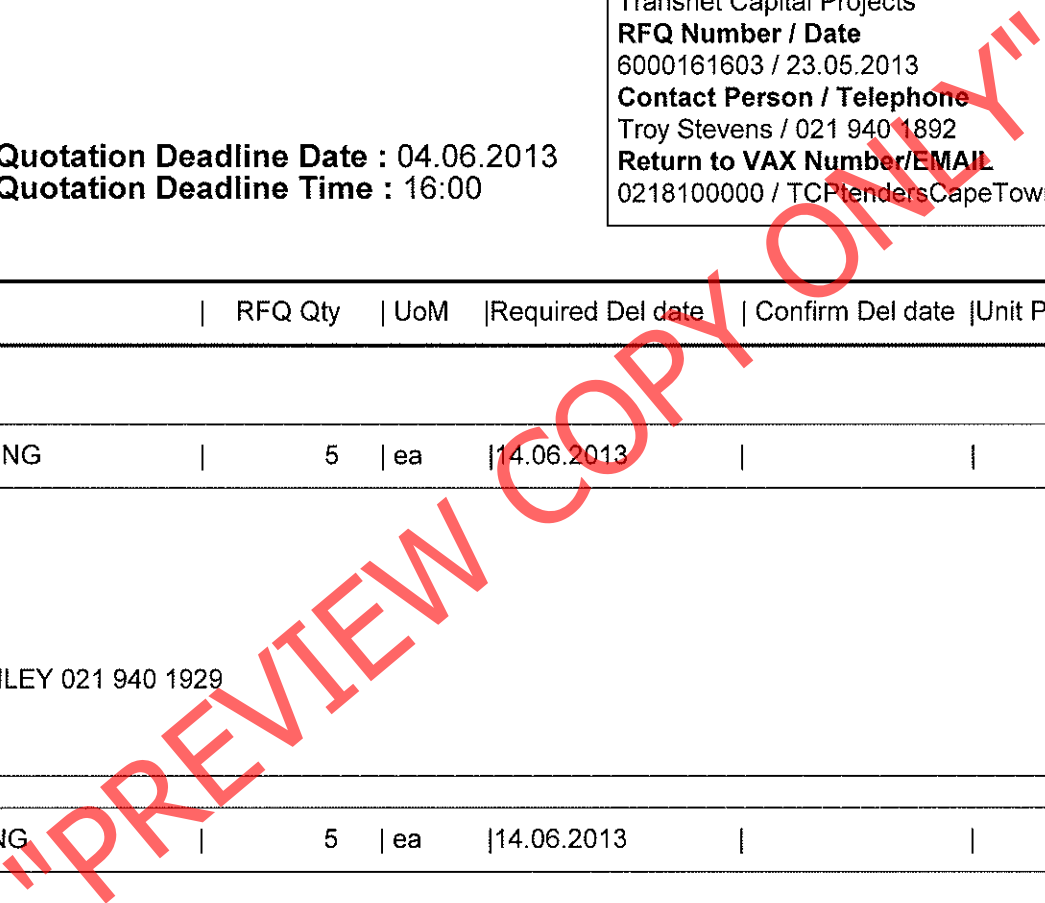 Transnet Capital Projects
RFQ Number / Date
6000161603 / 23.05.2013
Contact Person / Telephone
Troy Stevens / 021 940 1892
Quotation Deadline Date : 04.06.2013
Return to VAX Number/EMAIL
Quotation Deadline Time : 16:00
0218100000 / TCPtendersCapeTow
| RFQ Qty | UoM |Required Del date | Confirm Del date |Unit P
NG | 5 | ea |14.06.2013 | |
ILEY 021 940 1929
NG | 5 | ea |14.06.2013 | |
"PREVIEW COPY ONLY"